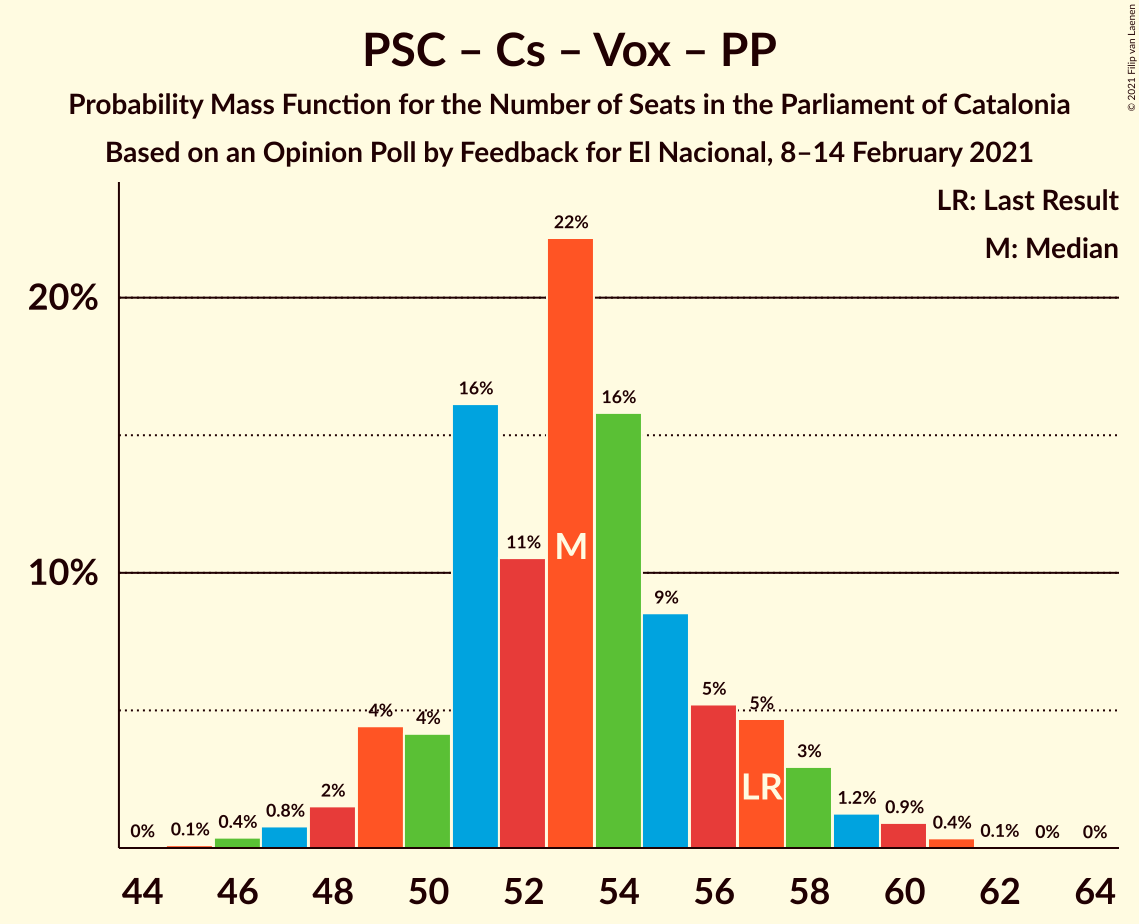 PSC – Cs – Vox – PP
Probability Mass Function for the Number of Seats in the Parliament of Catalonia
Based on an Opinion Poll by Feedback for El Nacional, 8–14 February 2021
© 2021 Filip van Laenen
LR: Last Result
M: Median
20%
10%
0%
0.1%
0.4%
0.8%
2%
4%
4%
16%
11%
22%
16%
9%
5%
5%
3%
1.2%
0.9%
0.4%
0.1%
0%
0%
M
LR
44 46 48 50 52 54 56 58 60 62 64